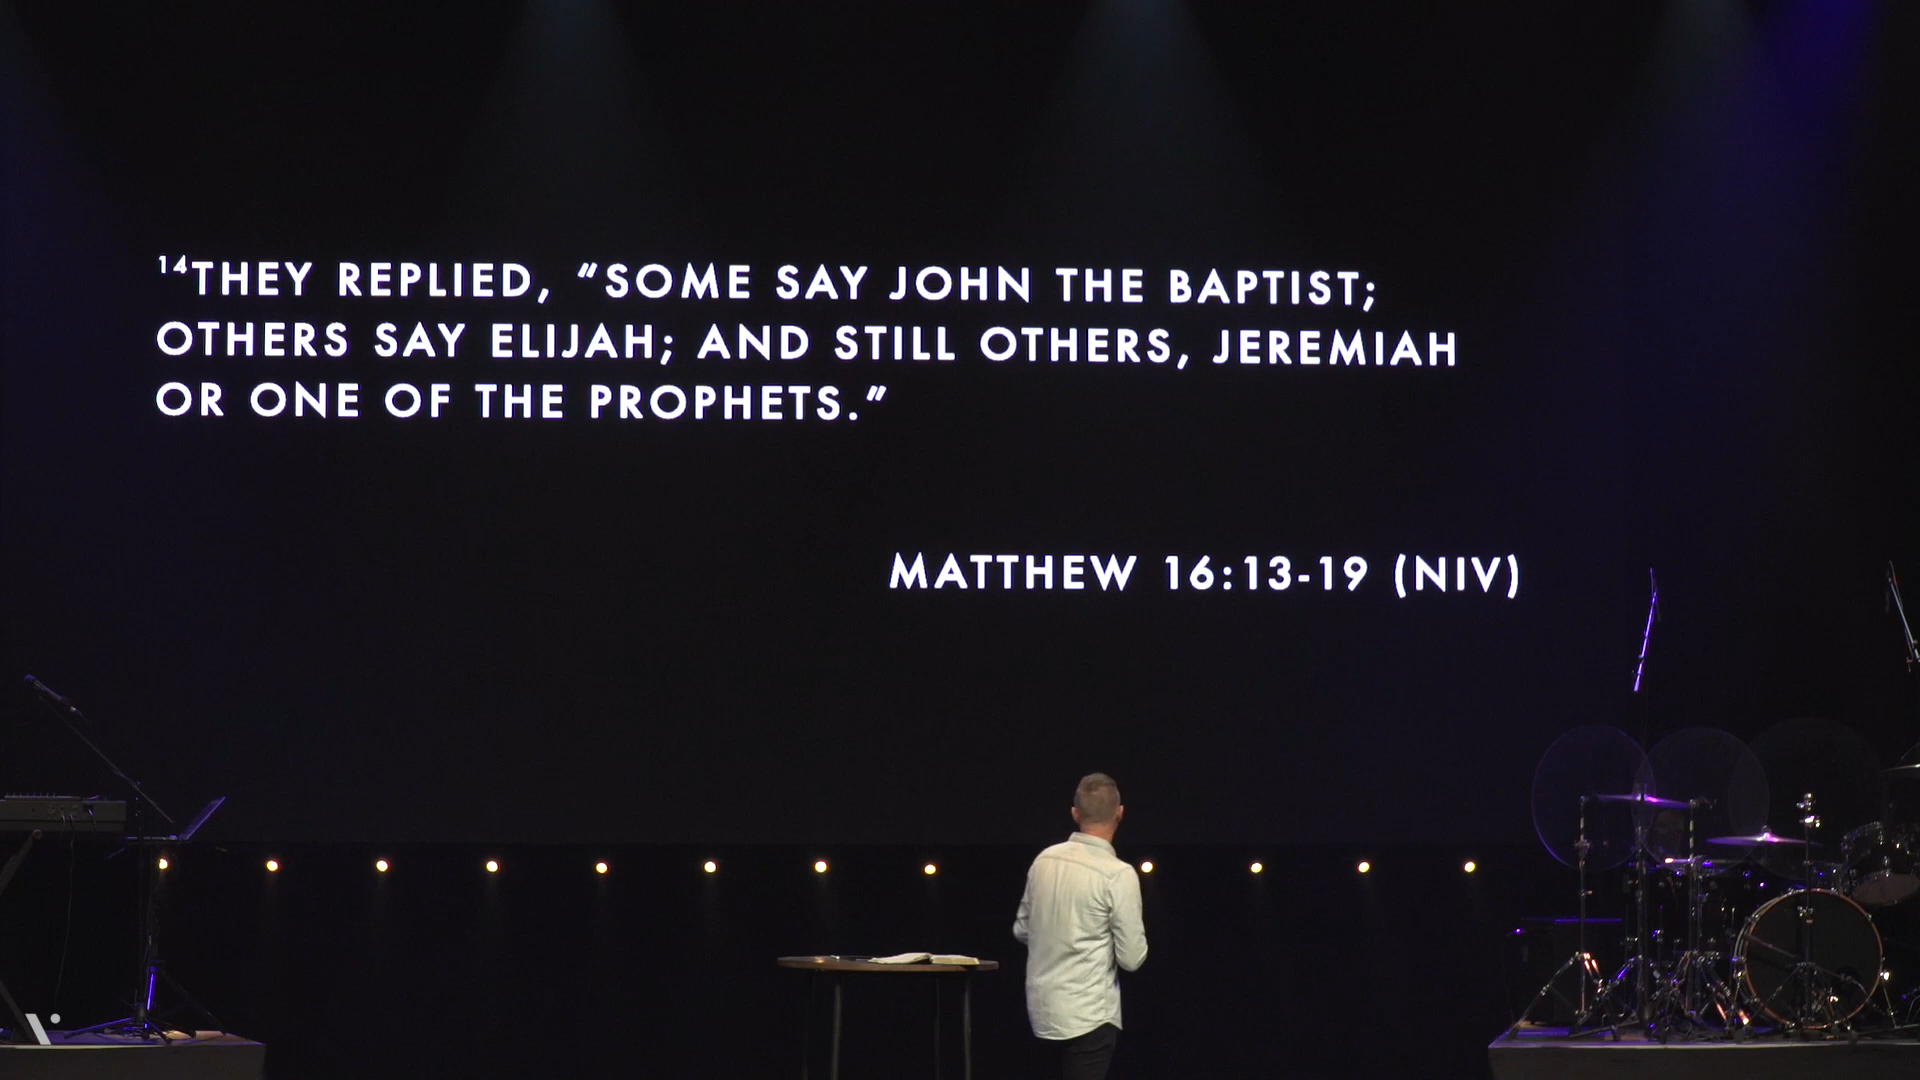 14THEY REPLIED, “SOME SAY JOHN THE BAPTIST;
OTHERS SAY ELIJAH; AND STILL OTHERS, JEREMIAH
OR ONE OF THE PROPHETS.”
MATTHEW 16:13-19 (NIV)